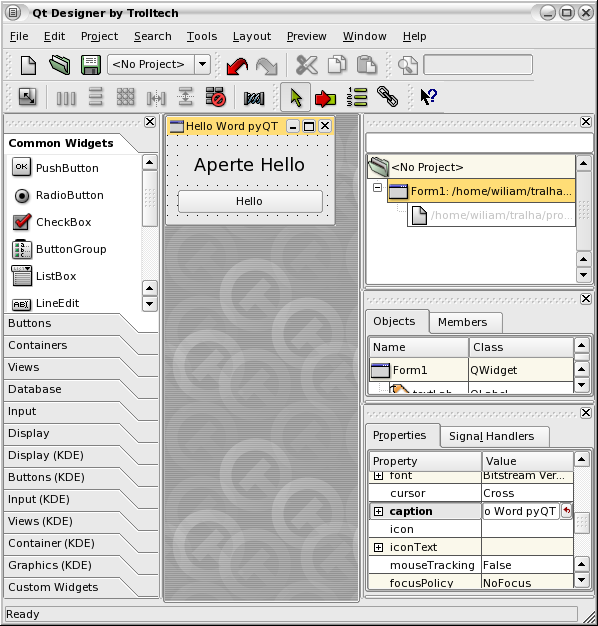 Qt Designer by Trolltech
File Edit Project Search Tools Layout Preview Window Help
<No Project>
Common Widgets
OK PushButton
RadioButton
CheckBox
ButtonGroup
ListBox
ABI LineEdit
Buttons
Containers
Views
Database
Input
Display
Display (KDE)
Buttons (KDE)
Input (KDE)
Views (KDE)
Container (KDE)
Graphics (KDE)
Custom Widgets
Hello Word pyQT
Aperte Hello
Hello
<No Project>
Form1: /home/wiliam/tralha...
/home/wiliam/tralha/pro...
Objects Members
Name Class
Form1 QWidget
textLab QLabel
Properties Signal Handlers
Property Value
font Bitstream Ver...
cursor Cross
caption o Word pyQT
icon
iconText
mouseTracking False
focusPolicy NoFocus
Ready